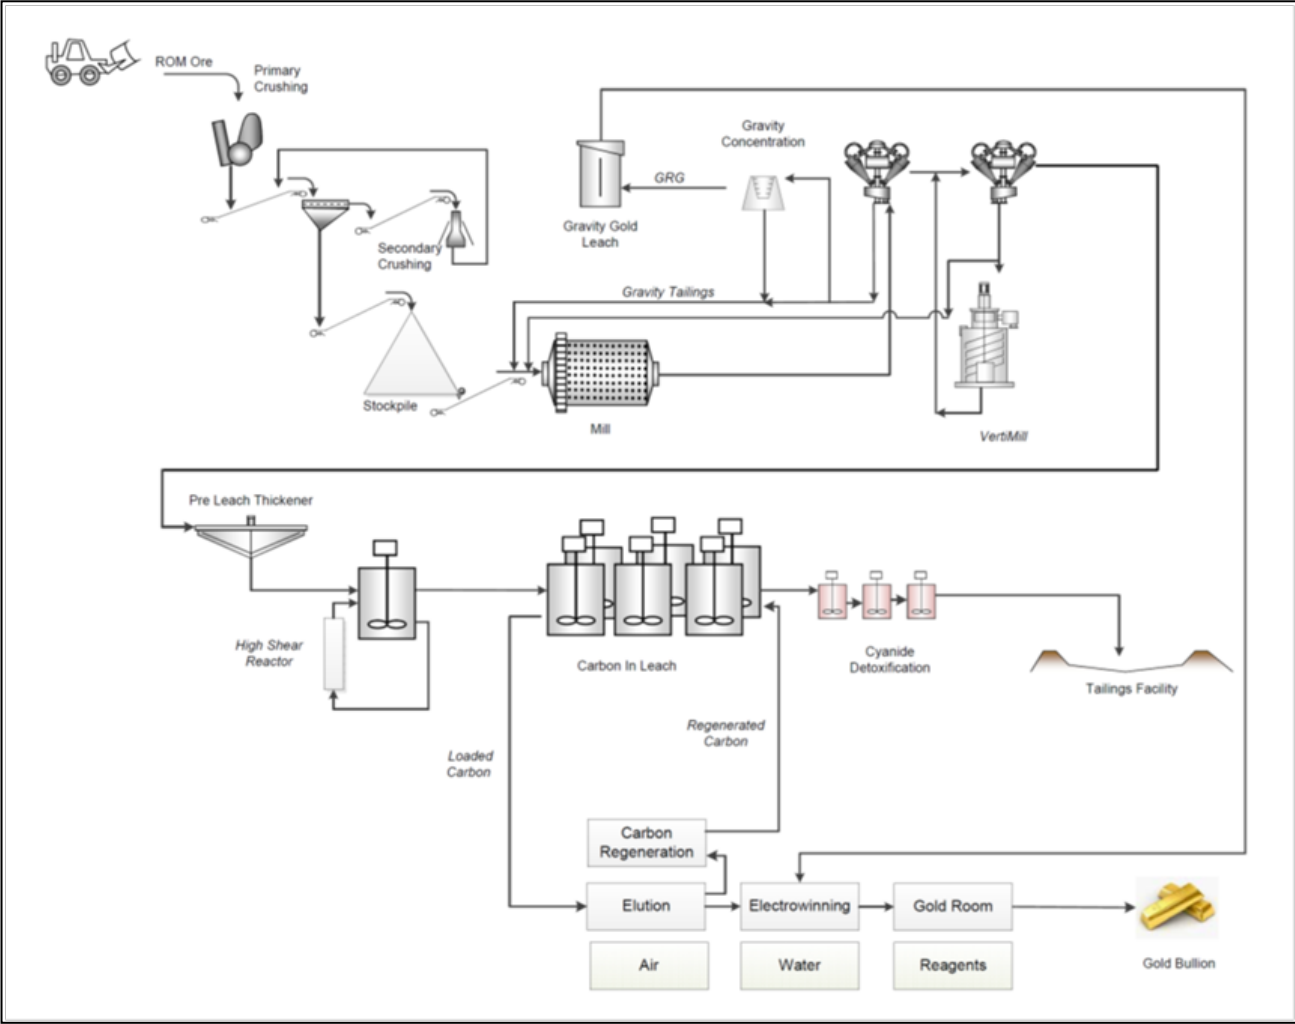 ROM Ore
Primary
Crushing
Gravity
Concentration
GRG
Gravity Gold
Leach
Secondary
Crushing
Gravity Tailings
Stockpile
Mill
VertiMill
Pre Leach Thickener
High Shear
Reactor
Carbon In Leach
Cyanide
Detoxification
Tailings Facility
Regenerated
Carbon
Loaded
Carbon
Carbon
Regeneration
Elution
Electrowinning
Gold Room
Gold Bullion
Air
Water
Reagents